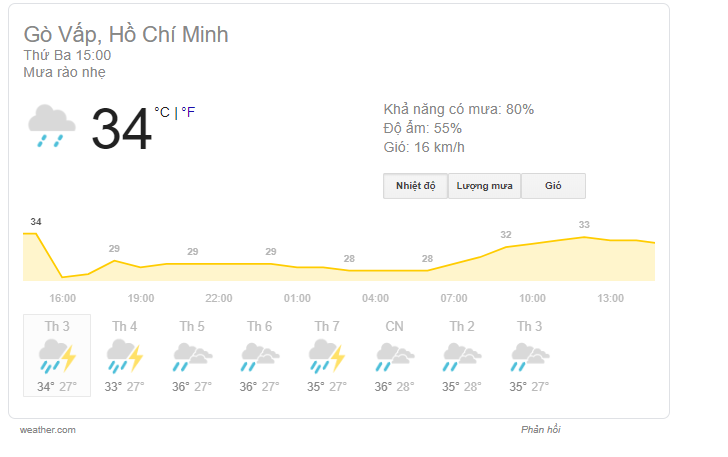 Gò Vấp, Hồ Chí Minh
Thứ Ba 15:00
Mưa rào nhẹ
34 °C | °F
Khả năng có mưa: 80%
Độ ẩm: 55%
Gió: 16 km/h
Nhiệt độ Lượng mưa Gió
34 29 29 29 28 28 32 33
16:00 19:00 22:00 01:00 04:00 07:00 10:00 13:00
Th 3 Th 4 Th 5 Th 6 Th 7 CN Th 2 Th 3
34° 27° 33° 27° 36° 27° 36° 27° 35° 27° 36° 28° 35° 28° 35° 27°
weather.com Phản hồi